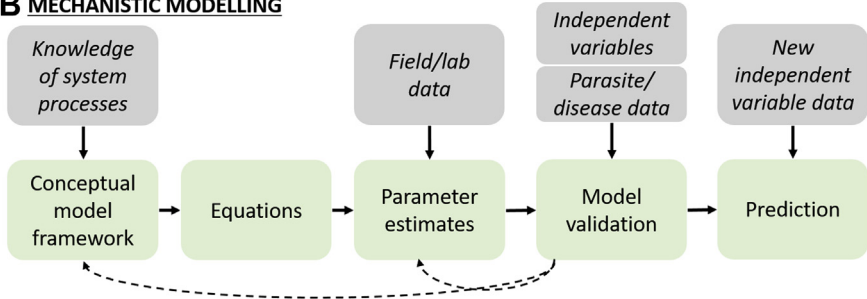 B MECHANISTIC MODELLING
Knowledge
of system
processes
Field/lab
data
Independent
variables
Parasite/
disease data
New
independent
variable data
Conceptual
model
framework
Equations
Parameter
estimates
Model
validation
Prediction